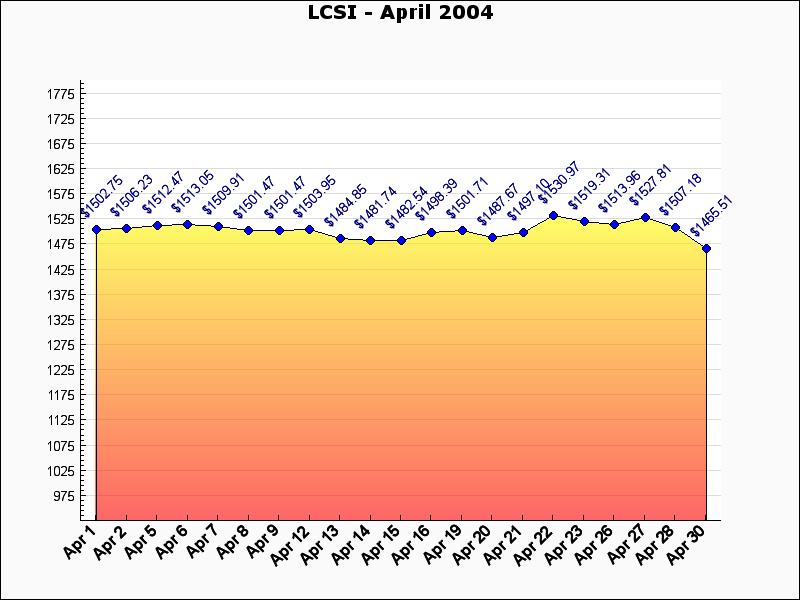 LCSI - April 2004
1775
1725
1675
1625
1575
1525
1475
1425
1375
1325
1275
1225
1175
1125
1075
1025
975
$1502.75
$1506.23
$1512.47
$1513.05
$1509.91
$1501.47
$1501.47
$1503.95
$1484.85
$1481.74
$1482.54
$1498.39
$1501.71
$1487.67
$1497.10
$1530.97
$1519.31
$1513.96
$1527.81
$1507.18
$1465.51
Apr 1
Apr 2
Apr 5
Apr 6
Apr 7
Apr 8
Apr 9
Apr 12
Apr 13
Apr 14
Apr 15
Apr 16
Apr 19
Apr 20
Apr 21
Apr 22
Apr 23
Apr 26
Apr 27
Apr 28
Apr 30